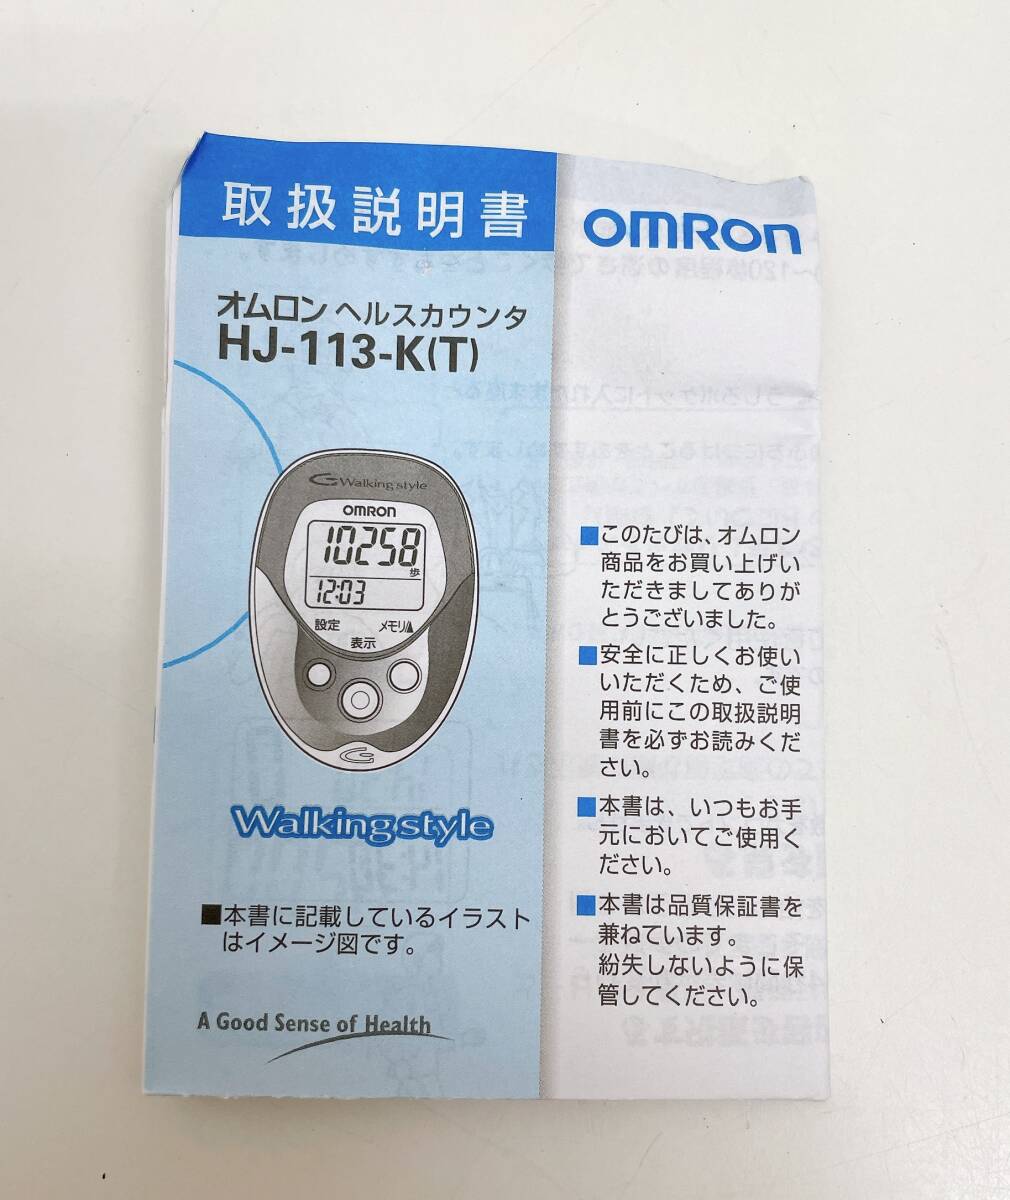 取扱説明書
OMRON
オムロン ヘルスカウンタ
HJ-113-K(T)
Walking style
OMRON
10258
歩
12:03
設定
メモリ
表示
Walking style
■本書に記載しているイラスト
はイメージ図です。
A Good Sense of Health
■このたびは、オムロン
商品をお買い上げい
ただきましてありが
とうございました。
■安全に正しくお使い
いただくため、ご使
用前にこの取扱説明
書を必ずお読みくだ
さい。
■本書は、いつもお手
元においてご使用く
ださい。
■本書は品質保証書を
兼ねています。
紛失しないように保
管してください。